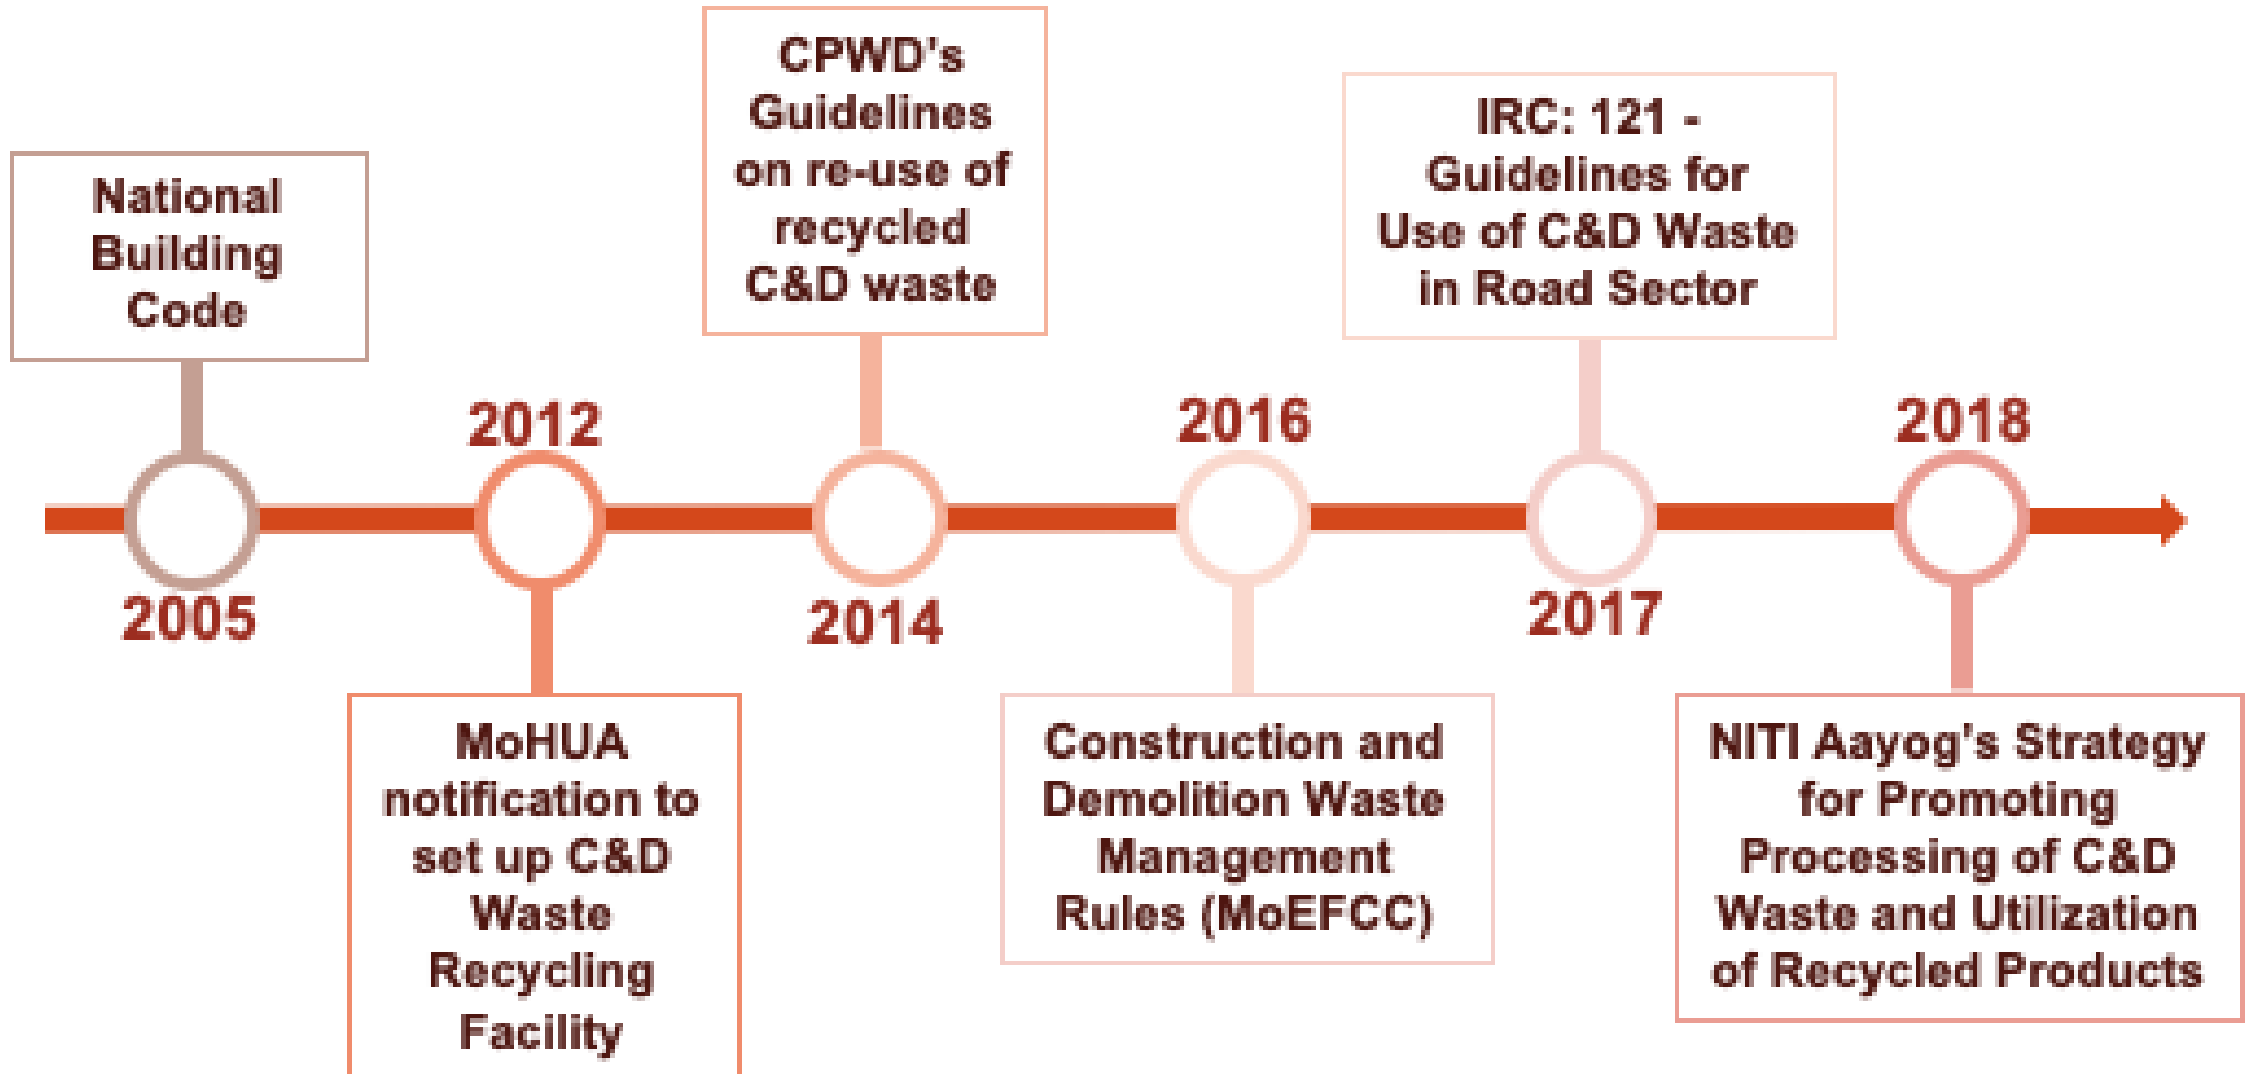 National
Building
Code
2005
2012
MoHUA
notification to
set up C&D
Waste
Recycling
Facility
CPWD's
Guidelines
on re-use of
recycled
C&D waste
2014
2016
Construction and
Demolition Waste
Management
Rules (MoEFCC)
IRC: 121 -
Guidelines for
Use of C&D Waste
in Road Sector
2017
2018
NITI Aayog's Strategy
for Promoting
Processing of C&D
Waste and Utilization
of Recycled Products